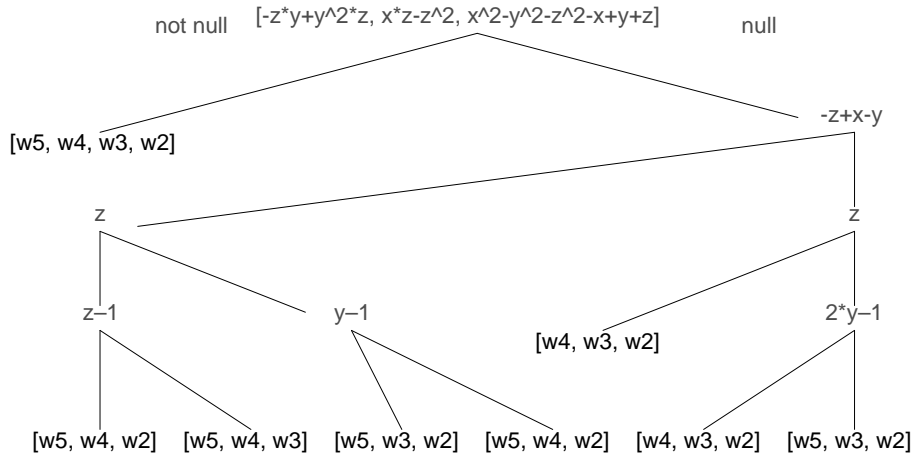 not null [-z*y+y^2*z, x*z-z^2, x^2-y^2-z^2-x+y+z] null
[w5, w4, w3, w2] -z+x-y
z z
z–1 y–1 [w4, w3, w2] 2*y–1
[w5, w4, w2] [w5, w4, w3] [w5, w3, w2] [w5, w4, w2] [w4, w3, w2] [w5, w3, w2]